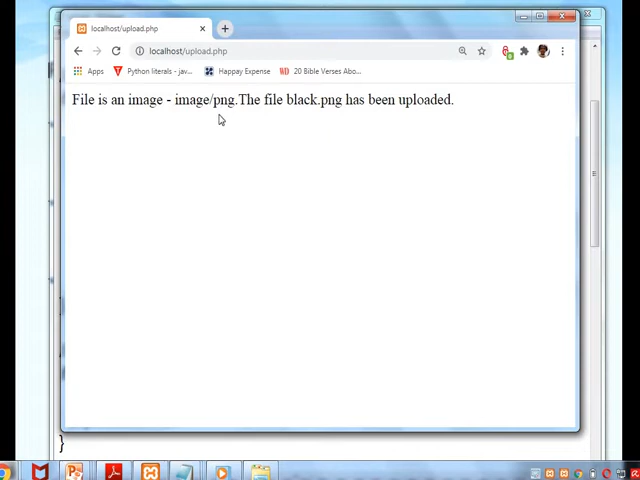 localhost/upload.php
localhost/upload.php
Apps
Python literals - jav...
Happay Expense
WD
20 Bible Verses Abo...
File is an image - image/png.The file black.png has been uploaded.
}